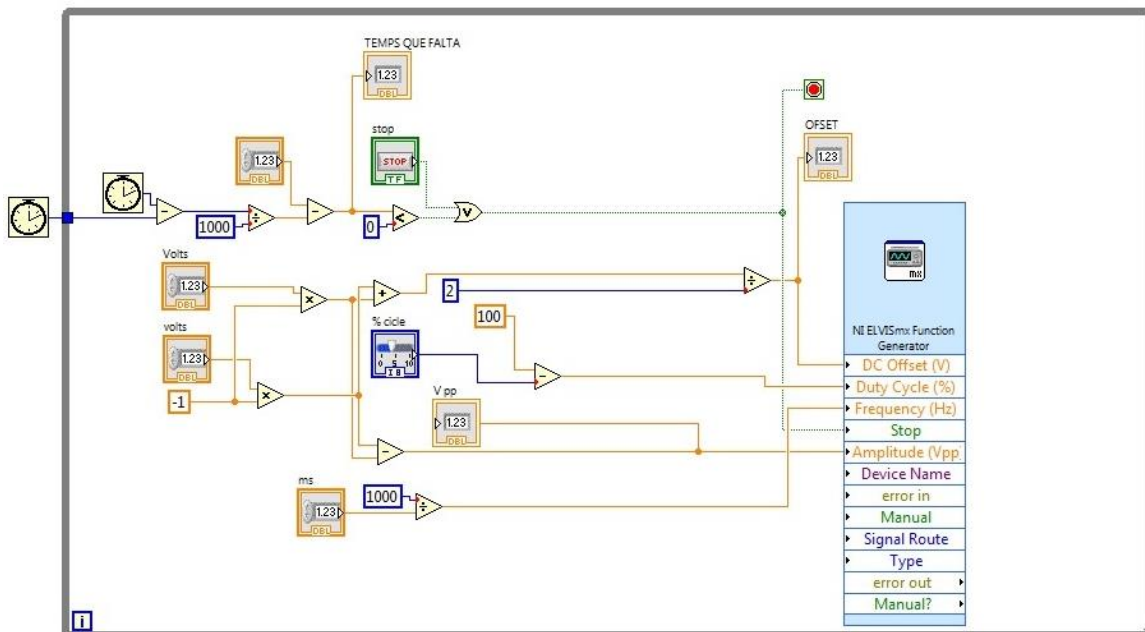 TEMPS QUE FALTA
1.23
DBL
stop
STOP
TF
OFSET
1.23
DBL
1.23
DBL
1000
0
Volts
1.23
DBL
2
mx
volts
1.23
DBL
% cicle
0 5 10
I 8
100
NI ELVISmx Function
Generator
DC Offset (V)
-1
Duty Cycle (%)
V pp
1.23
DBL
Frequency (Hz)
Stop
Amplitude (Vpp)
Device Name
ms
1.23
DBL
1000
error in
Manual
Signal Route
Type
error out
Manual?
i